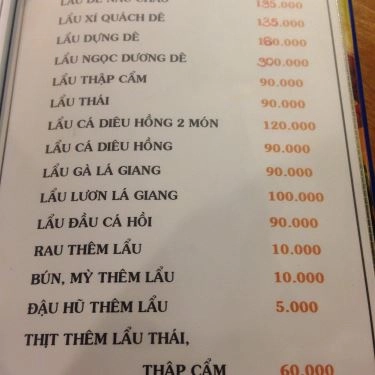 LẨU XÍ QUÁCH DÊ 135.000
LẨU DỰNG DÊ 160.000
LẨU NGỌC DƯƠNG DÊ 300.000
LẨU THẬP CẨM 90.000
LẨU THÁI 90.000
LẨU CÁ DIÊU HỒNG 2 MÓN 120.000
LẨU CÁ DIÊU HỒNG 90.000
LẨU GÀ LÁ GIANG 90.000
LẨU LƯƠN LÁ GIANG 100.000
LẨU ĐẦU CÁ HỒI 90.000
RAU THÊM LẨU 10.000
BÚN, MỲ THÊM LẨU 10.000
ĐẬU HŨ THÊM LẨU 5.000
THỊT THÊM LẨU THÁI,
THẬP CẨM 60.000